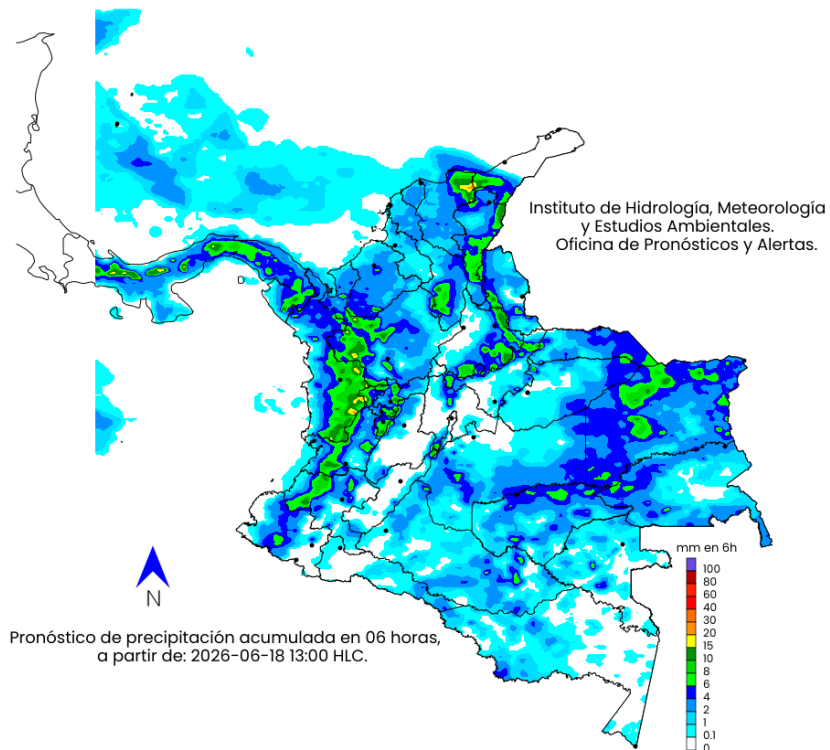 Instituto de Hidrología, Meteorología
y Estudios Ambientales.
Oficina de Pronósticos y Alertas.
mm en 6h
100
80
60
40
30
20
15
10
8
6
4
2
1
0.1
0
N
Pronóstico de precipitación acumulada en 06 horas,
a partir de: 2026-06-18 13:00 HLC.